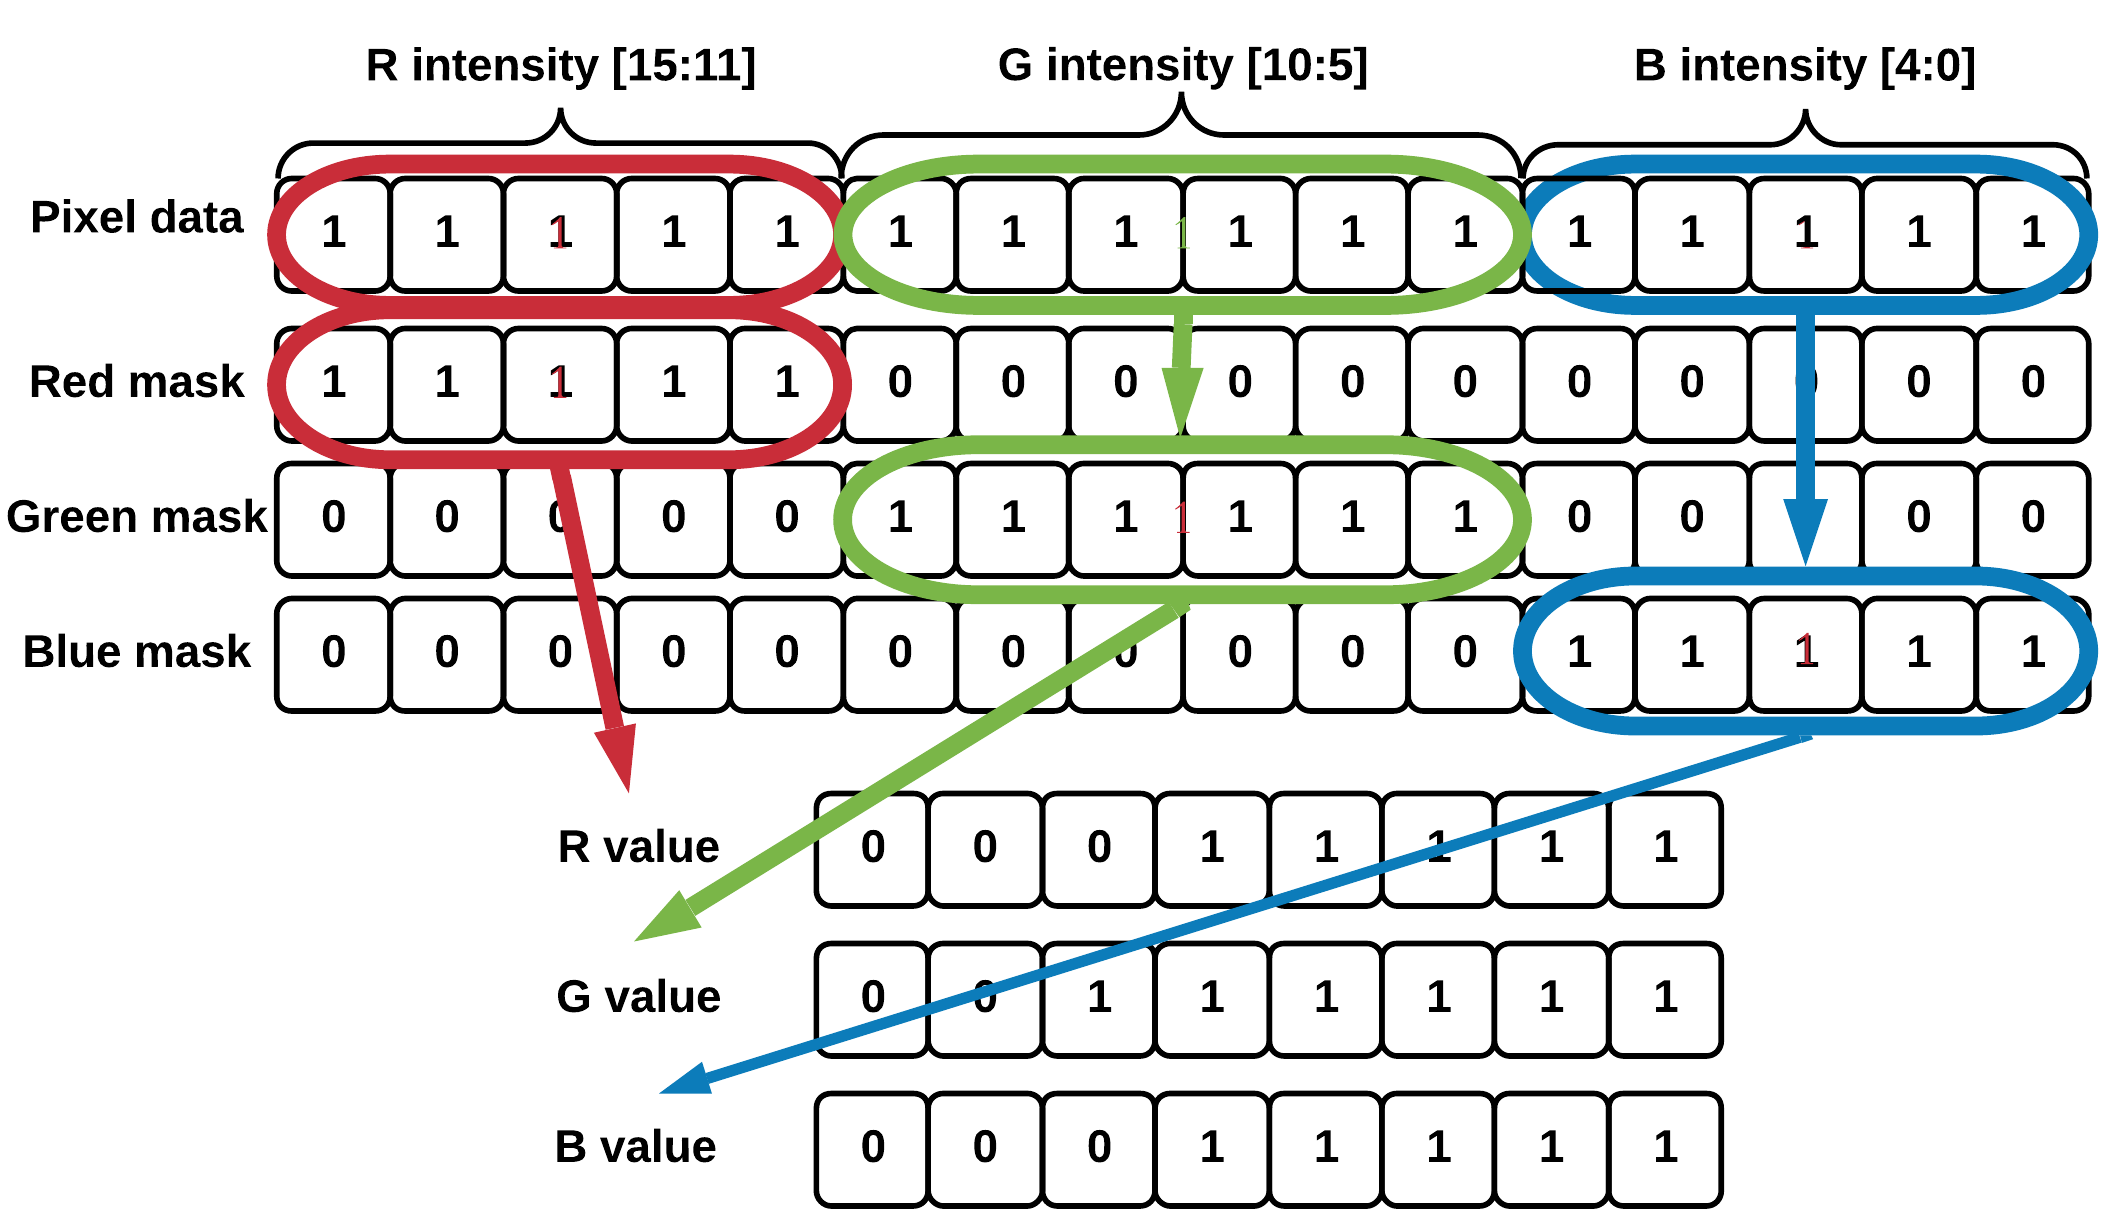 R intensity [15:11] G intensity [10:5] B intensity [4:0]
Pixel data 1 1 1 1 1 1 1 1 1 1 1 1 1 1 1 1
Red mask 1 1 1 1 1 0 0 0 0 0 0 0 0 0 0 0
Green mask 0 0 0 0 0 1 1 1 1 1 1 0 0 0 0
Blue mask 0 0 0 0 0 0 0 0 0 0 0 1 1 1 1 1
R value 0 0 0 1 1 1 1 1
G value 0 0 1 1 1 1 1 1
B value 0 0 0 1 1 1 1 1